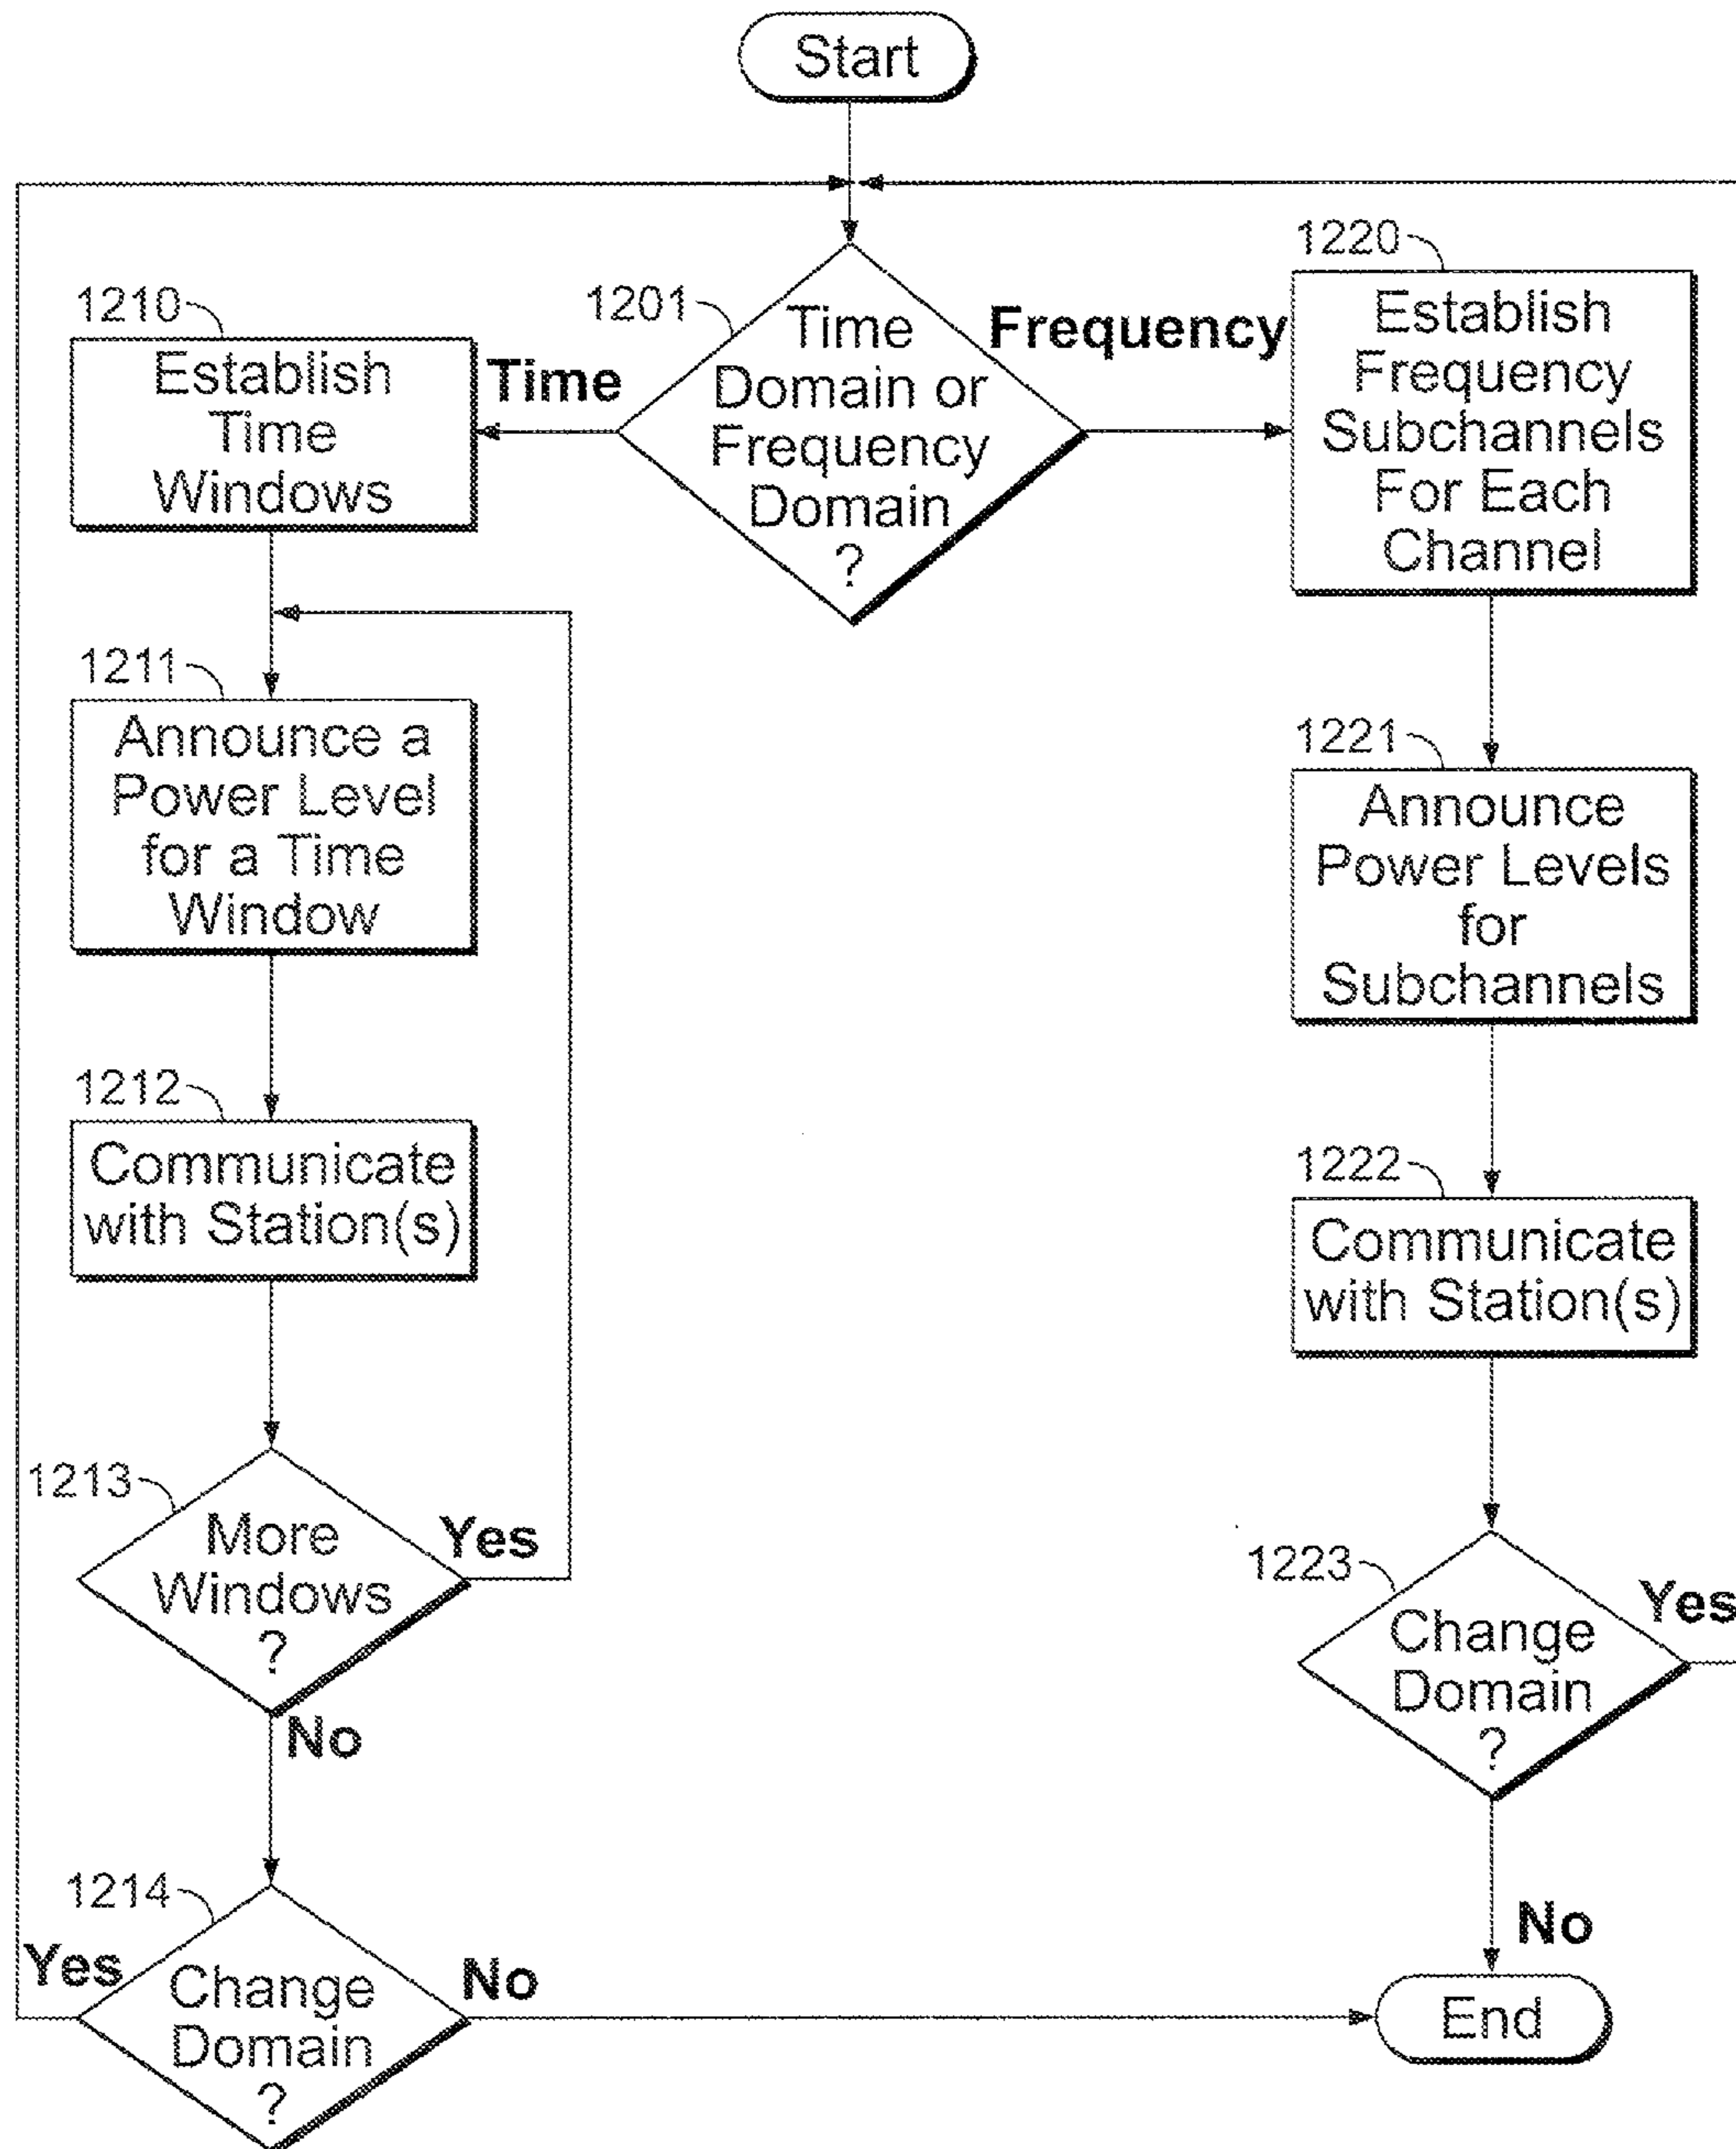 Start
1201
Time
Domain or
Frequency
Domain
?
Time
Frequency
1210
Establish
Time
Windows
1211
Announce a
Power Level
for a Time
Window
1212
Communicate
with Station(s)
1213
More
Windows
?
Yes
No
1214
Change
Domain
?
Yes
No
1220
Establish
Frequency
Subchannels
For Each
Channel
1221
Announce
Power Levels
for
Subchannels
1222
Communicate
with Station(s)
1223
Change
Domain
?
Yes
No
End